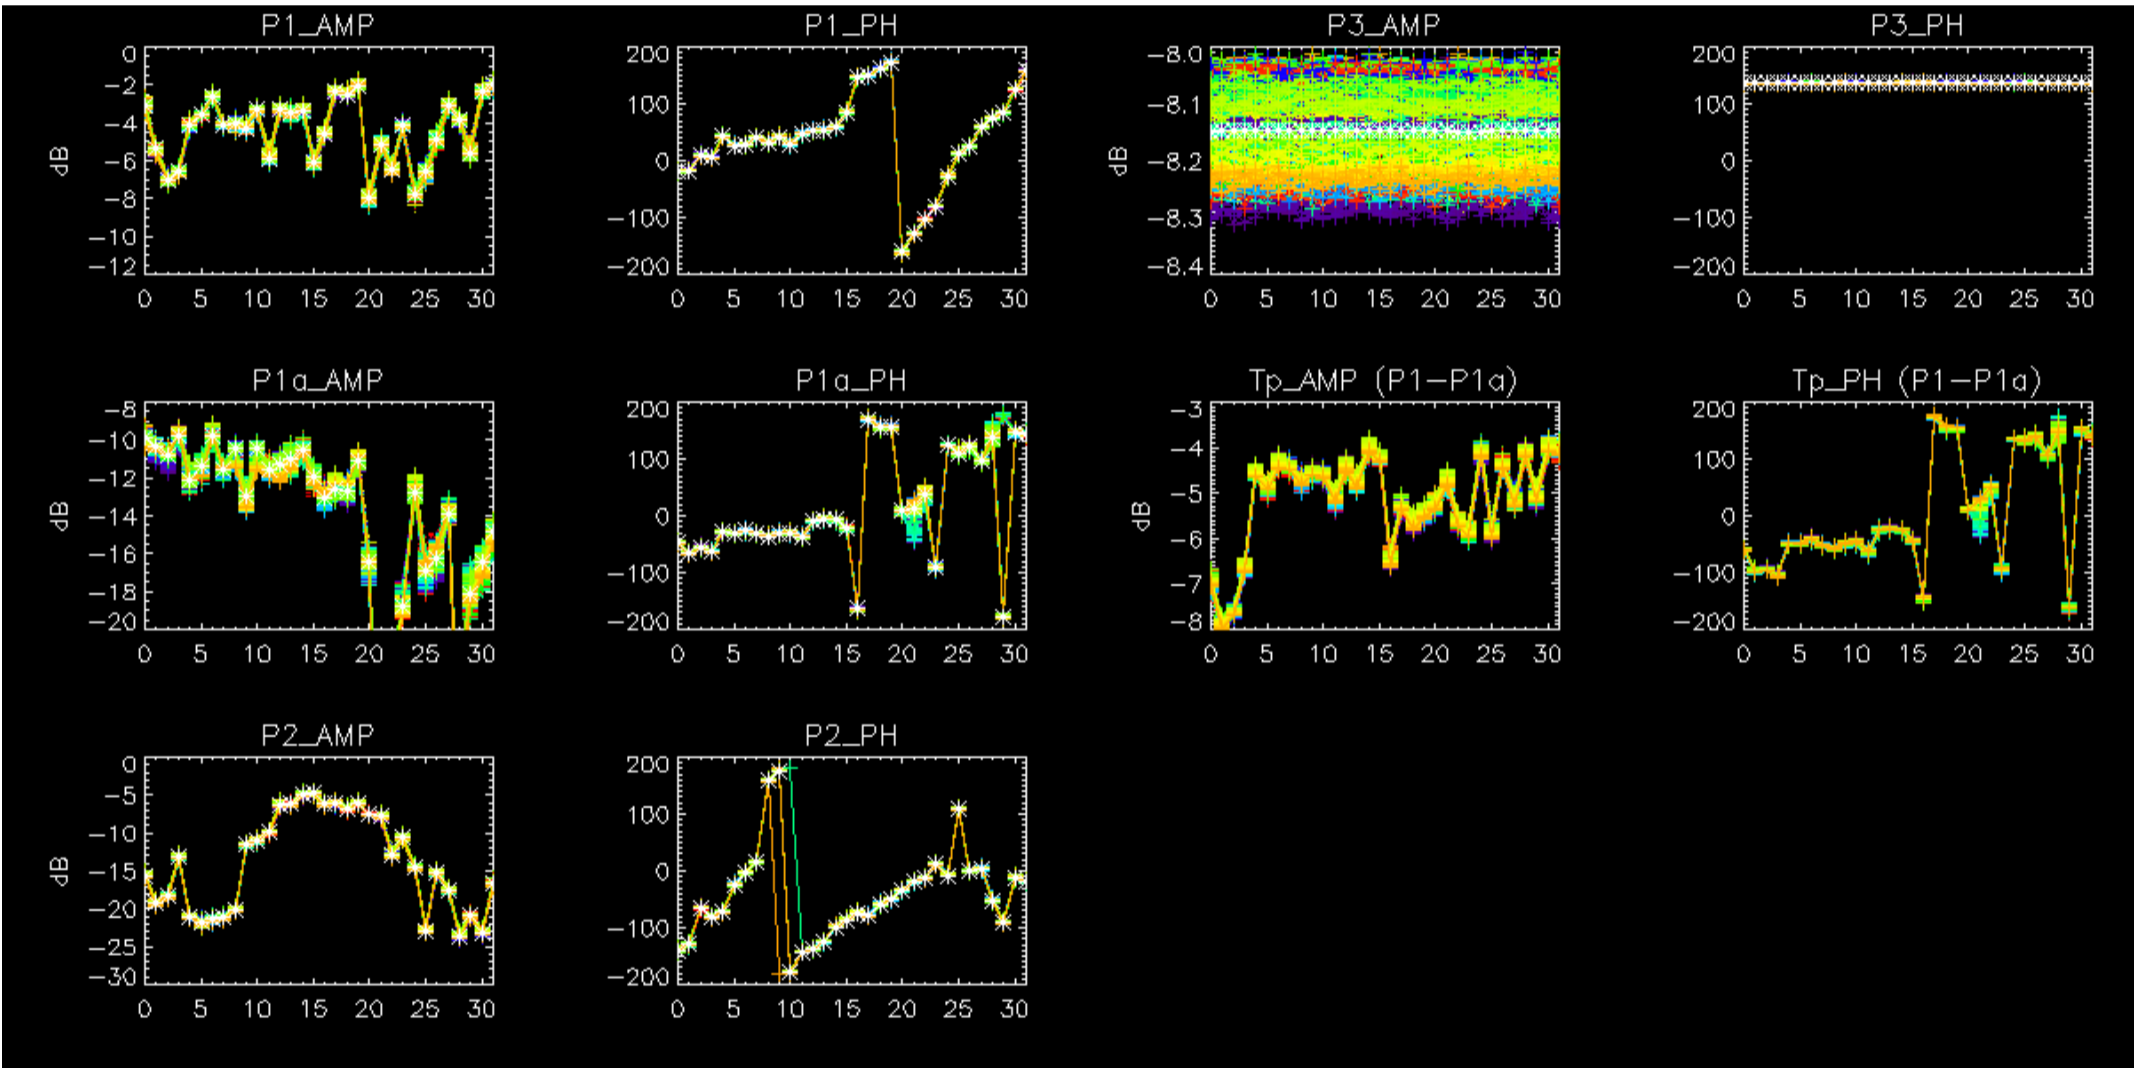 P1_AMP
P1_PH
P3_AMP
P3_PH
0
-2
-4
-6
-8
-10
-12
dB
0 5 10 15 20 25 30
200
100
0
-100
-200
0 5 10 15 20 25 30
-8.0
-8.1
-8.2
-8.3
-8.4
dB
0 5 10 15 20 25 30
200
100
0
-100
-200
0 5 10 15 20 25 30
P1a_AMP
P1a_PH
Tp_AMP (P1-P1a)
Tp_PH (P1-P1a)
-8
-10
-12
-14
-16
-18
-20
dB
0 5 10 15 20 25 30
200
100
0
-100
-200
0 5 10 15 20 25 30
-3
-4
-5
-6
-7
-8
dB
0 5 10 15 20 25 30
200
100
0
-100
-200
0 5 10 15 20 25 30
P2_AMP
P2_PH
0
-5
-10
-15
-20
-25
-30
dB
0 5 10 15 20 25 30
200
100
0
-100
-200
0 5 10 15 20 25 30